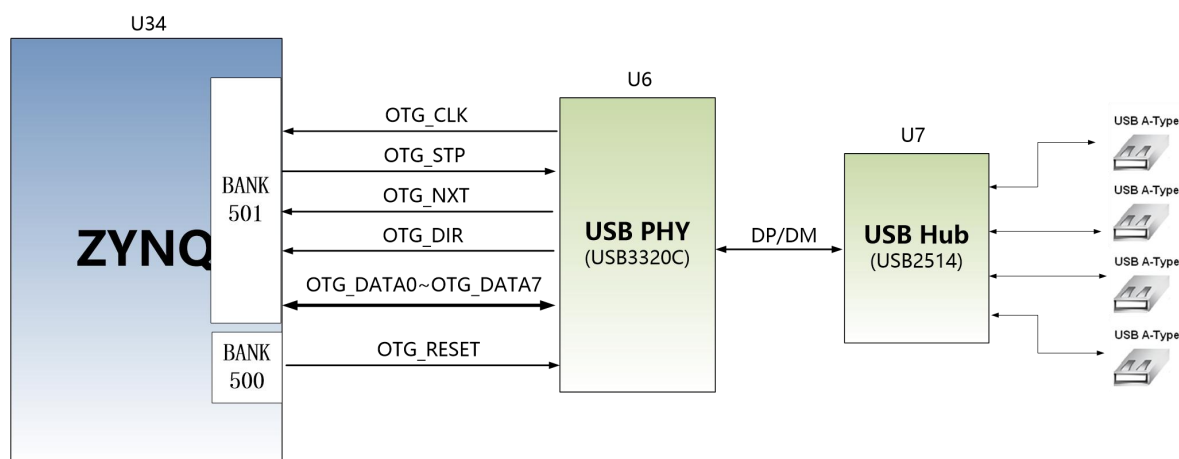 U34
ZYNQ
BANK
501
BANK
500
OTG_CLK
OTG_STP
OTG_NXT
OTG_DIR
OTG_DATA0~OTG_DATA7
OTG_RESET
U6
USB PHY
(USB3320C)
DP/DM
U7
USB Hub
(USB2514)
USB A-Type
USB A-Type
USB A-Type
USB A-Type